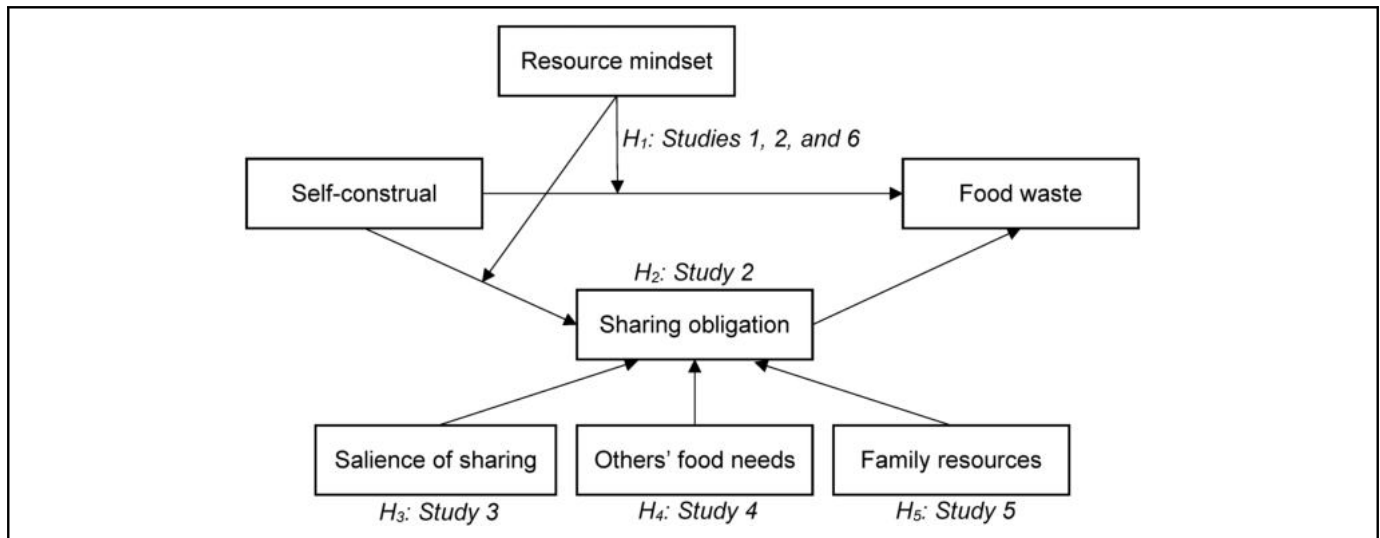 Resource mindset
H₁: Studies 1, 2, and 6
Self-construal
Food waste
H₂: Study 2
Sharing obligation
Salience of sharing
Others’ food needs
Family resources
H₃: Study 3
H₄: Study 4
H₅: Study 5